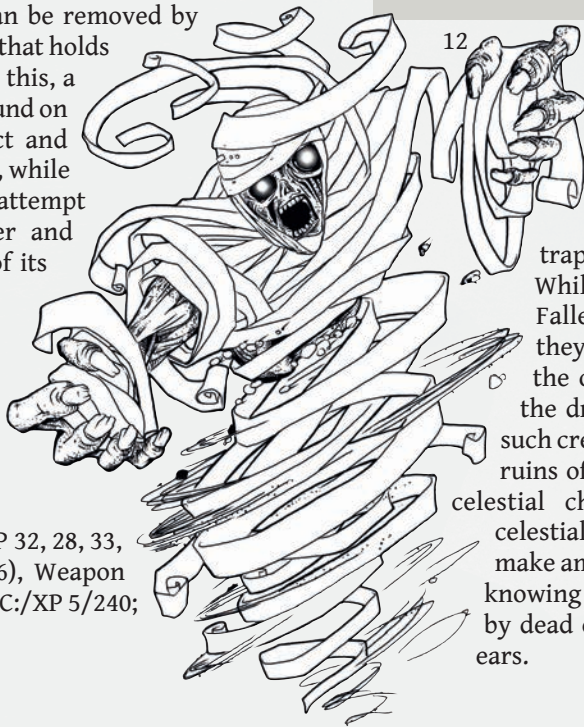 an be removed by
that holds
this, a
und on
ct and
, while
attempt
er and
of its
P 32, 28, 33,
6), Weapon
C:/XP 5/240;
12
trap
Whil
Falle
they
the d
the dr
such cre
ruins of
celestial ch
celestial
make an
knowing
by dead
ears.